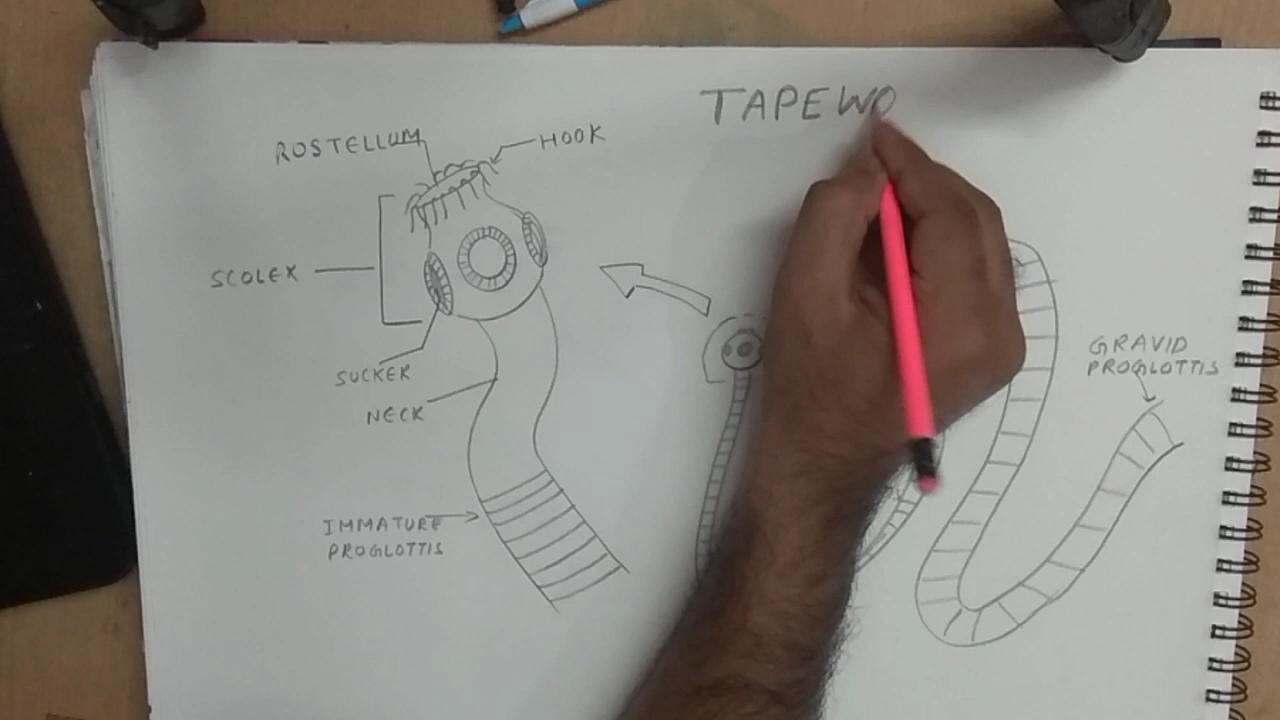 TAPEWO
ROSTELLUM
HOOK
SCOLEX
SUCKER
NECK
IMMATURE
PROGLOTTIS
GRAVID
PROGLOTTIS